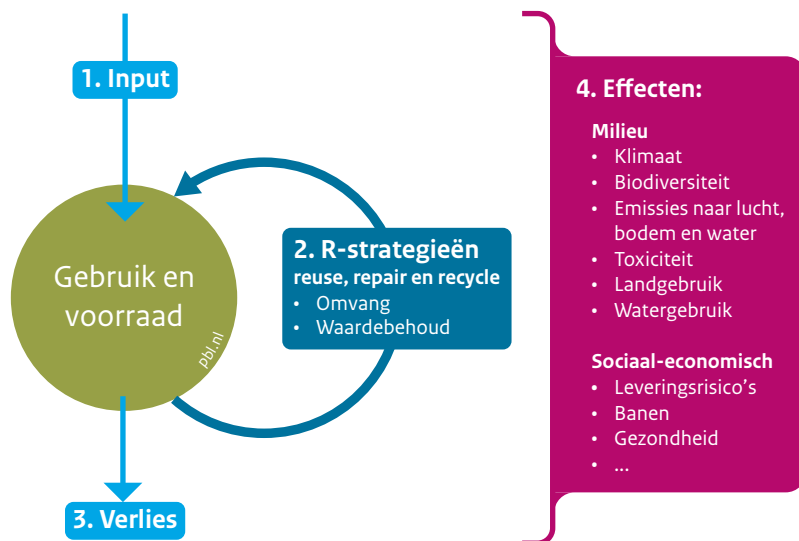 1. Input
Gebruik en
voorraad
pbl.nl
2. R-strategieën
reuse, repair en recycle
• Omvang
• Waardebehoud
3. Verlies
4. Effecten:
Milieu
• Klimaat
• Biodiversiteit
• Emissies naar lucht,
bodem en water
• Toxiciteit
• Landgebruik
• Watergebruik
Sociaal-economisch
• Leveringsrisico's
• Banen
• Gezondheid
• ...